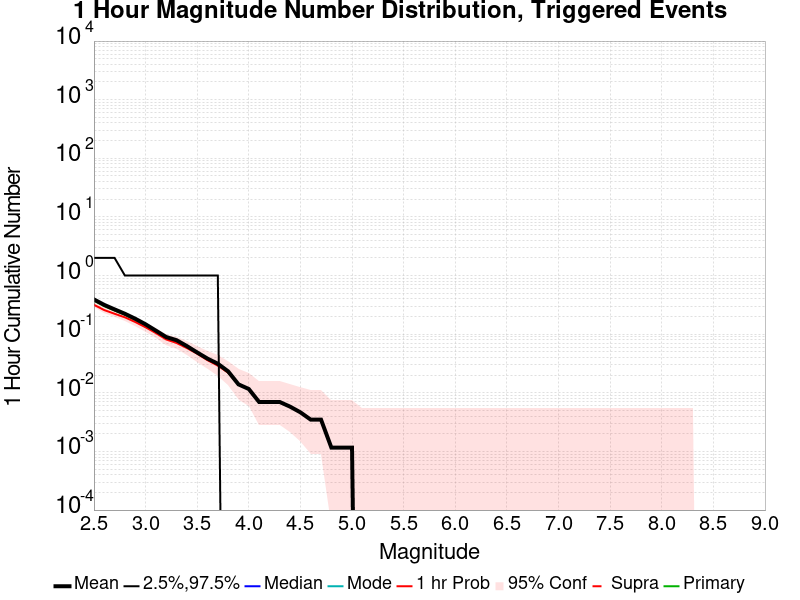 1 Hour Magnitude Number Distribution, Triggered Events
10 4
10 3
10 2
10 1
10 0
10 -1
10 -2
10 -3
10 -4
1 Hour Cumulative Number
2.5 3.0 3.5 4.0 4.5 5.0 5.5 6.0 6.5 7.0 7.5 8.0 8.5 9.0
Magnitude
Mean 2.5%,97.5% Median Mode 1 hr Prob 95% Conf Supra Primary